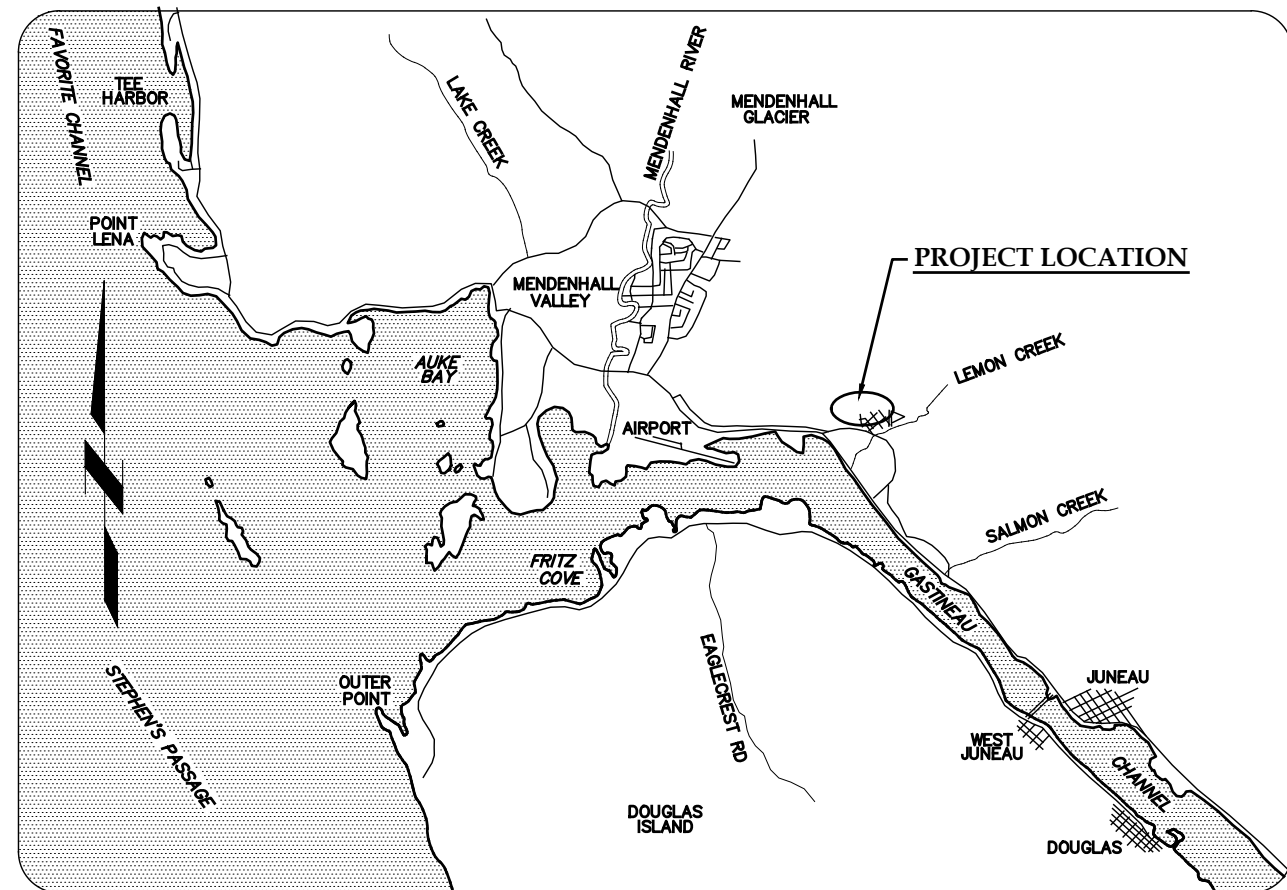 FAVORITE CHANNEL
TEE
HARBOR
LAKE CREEK
MENDENHALL RIVER
MENDENHALL
GLACIER
POINT
LENA
PROJECT LOCATION
MENDENHALL
VALLEY
AUKE
BAY
LEMON CREEK
AIRPORT
SALMON CREEK
FRITZ
COVE
GASTINEAU
EAGLECREST RD
OUTER
POINT
STEPHEN'S PASSAGE
JUNEAU
WEST
JUNEAU
CHANNEL
DOUGLAS
ISLAND
DOUGLAS